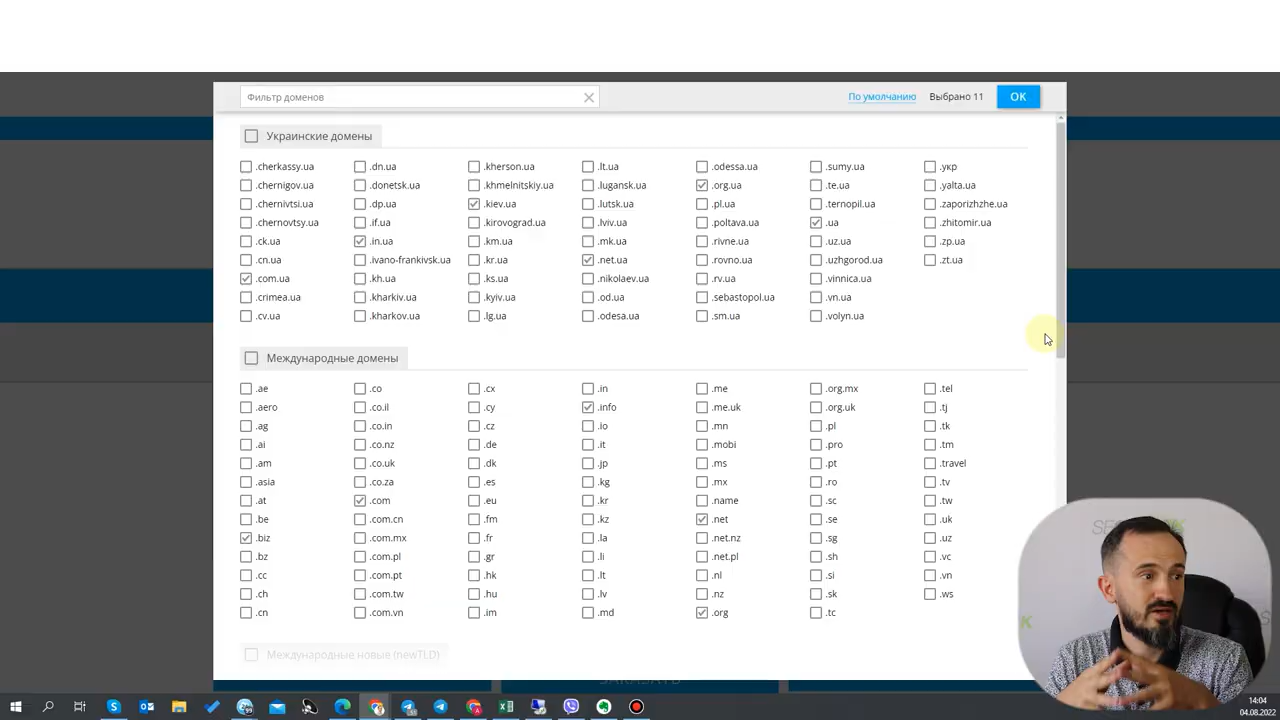 Фильтр доменов
По умолчанию Выбрано 11 OK
Украинские домены
.cherkassy.ua .dn.ua .kherson.ua .lt.ua .odessa.ua .sumy.ua .укр
.chernigov.ua .donetsk.ua .khmelnitskiy.ua .lugansk.ua .org.ua .te.ua .yalta.ua
.chernivtsi.ua .dp.ua .kiev.ua .lutsk.ua .pl.ua .ternopil.ua .zaporizhzhe.ua
.chernovtsy.ua .if.ua .kirovograd.ua .lviv.ua .poltava.ua .ua .zhitomir.ua
.ck.ua .in.ua .km.ua .mk.ua .rivne.ua .uz.ua .zp.ua
.cn.ua .ivano-frankivsk.ua .kr.ua .net.ua .rovno.ua .uzhgorod.ua .zt.ua
.com.ua .kh.ua .ks.ua .nikolaev.ua .rv.ua .vinnica.ua
.crimea.ua .kharkiv.ua .kyiv.ua .od.ua .sebastopol.ua .vn.ua
.cv.ua .kharkov.ua .lg.ua .odesa.ua .sm.ua .volyn.ua
Международные домены
.ae .co .cx .in .me .org.mx .tel
.aero .co.il .cy .info .me.uk .org.uk .tj
.ag .co.in .cz .io .mn .pl .tk
.ai .co.nz .de .it .mobi .pro .tm
.am .co.uk .dk .jp .ms .pt .travel
.asia .co.za .es .kg .mx .ro .tv
.at .com .eu .kr .name .sc .tw
.be .com.cn .fm .kz .net .se .uk
.biz .com.mx .fr .la .net.nz .sg .uz
.bz .com.pl .gr .li .net.pl .sh .vc
.cc .com.pt .hk .lt .nl .si .vn
.ch .com.tw .hu .lv .nz .sk .ws
.cn .com.vn .im .md .org .tc
Международные новые (newTLD)
14:04
04.08.2022